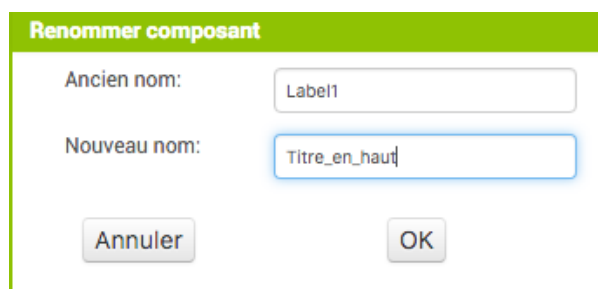 Renommer composant
Ancien nom: Label1
Nouveau nom: Titre_en_haut
Annuler OK